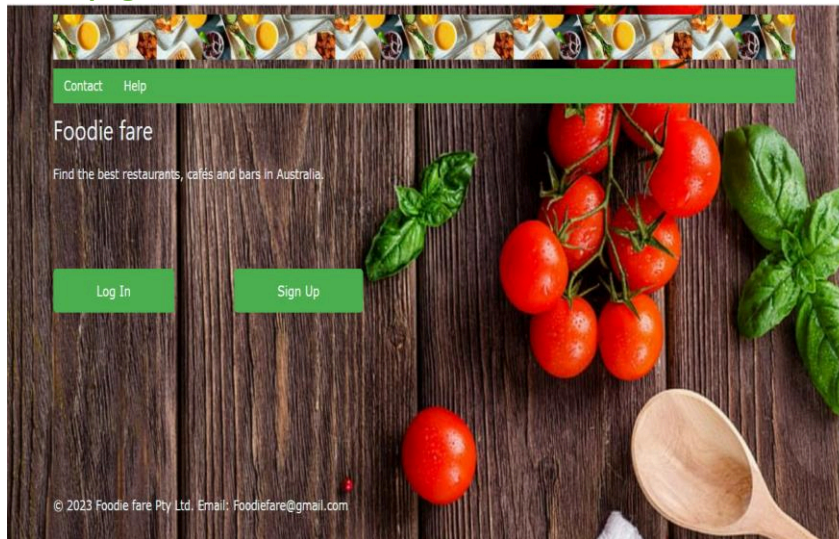 Contact Help
Foodie fare
Find the best restaurants, cafés and bars in Australia.
Log In Sign Up
© 2023 Foodie fare Pty Ltd. Email: Foodiefare@gmail.com